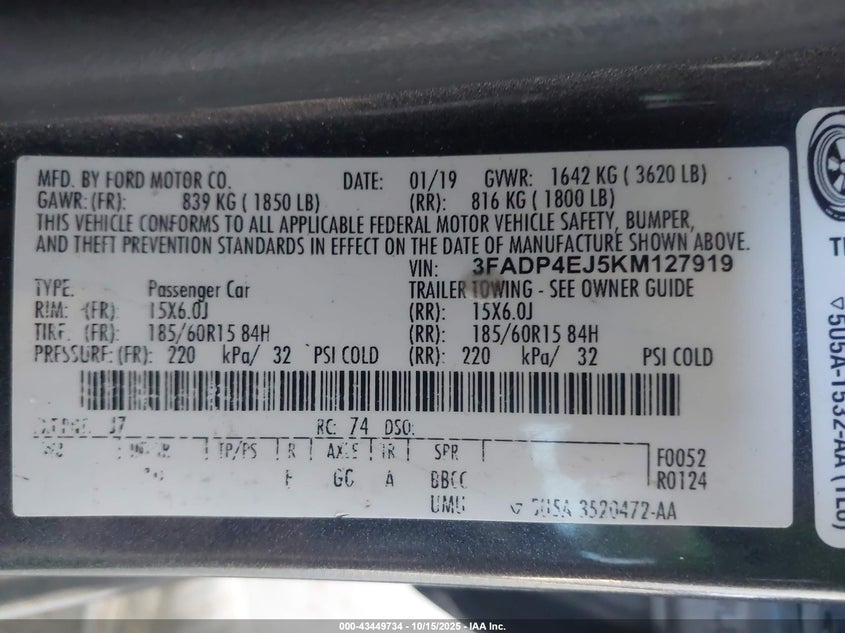 MFD. BY FORD MOTOR CO. DATE: 01/19 GVWR: 1642 KG ( 3620 LB)
GAWR: (FR): 839 KG ( 1850 LB) (RR): 816 KG ( 1800 LB)
THIS VEHICLE CONFORMS TO ALL APPLICABLE FEDERAL MOTOR VEHICLE SAFETY, BUMPER,
AND THEFT PREVENTION STANDARDS IN EFFECT ON THE DATE OF MANUFACTURE SHOWN ABOVE.
VIN: 3FADP4EJ5KM127919
TYPE: Passenger Car TRAILER TOWING - SEE OWNER GUIDE
RIM: (FR): 15X6.0J (RR): 15X6.0J
TIRE (FR): 185/60R15 84H (RR): 185/60R15 84H
PRESSURE: (FR): 220 kPa/ 32 PSI COLD (RR): 220 kPa/ 32 PSI COLD
RC: 74 DSO:
TP/PS R AXLE TR SPR F0052
GC A BBCC R0124
UMU 5U5A 3520472-AA
5U5A-1532-AA (TL6)
000-43449734 - 10/15/2025 - IAA Inc.